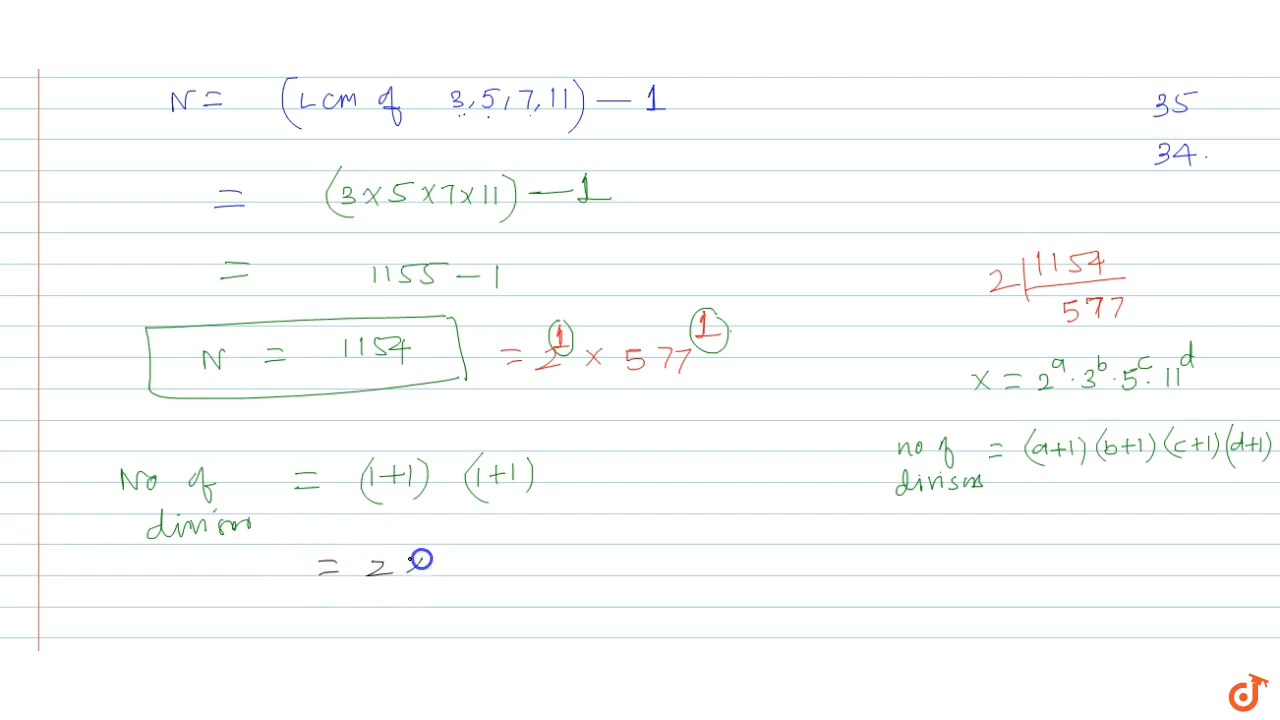 N = (LCM of 3, 5, 7, 11) — 1
35
34.
= (3 x 5 x 7 x 11) — 1
= 1155 - 1
2 | 1154
577
N = 1154 = 2^1 x 577^1
x = 2^a . 3^b . 5^c . 11^d
No of divisor = (1+1) (1+1)
no of divisors = (a+1) (b+1) (c+1) (d+1)
= 2 x